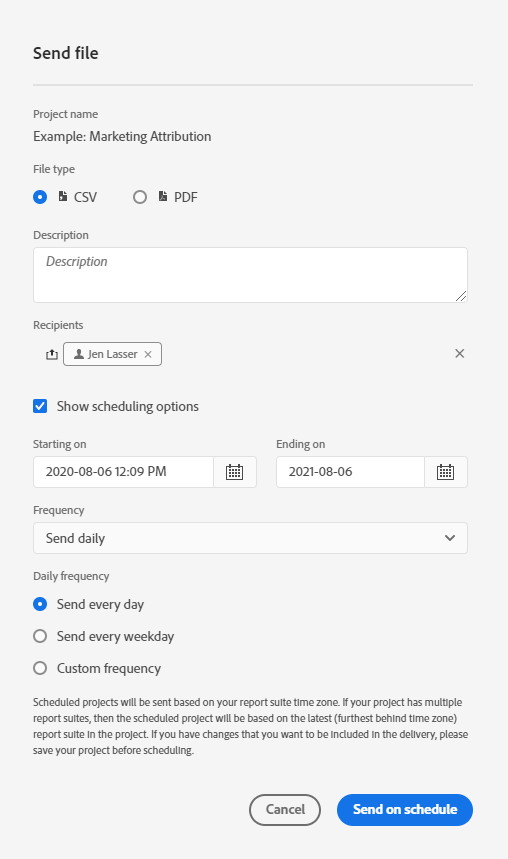 Send file
Project name
Example: Marketing Attribution
File type
CSV PDF
Description
Description
Recipients
Jen Lasser
Show scheduling options
Starting on Ending on
2020-08-06 12:09 PM 2021-08-06
Frequency
Send daily
Daily frequency
Send every day
Send every weekday
Custom frequency
Scheduled projects will be sent based on your report suite time zone. If your project has multiple
report suites, then the scheduled project will be based on the latest (furthest behind time zone)
report suite in the project. If you have changes that you want to be included in the delivery, please
save your project before scheduling.
Cancel Send on schedule